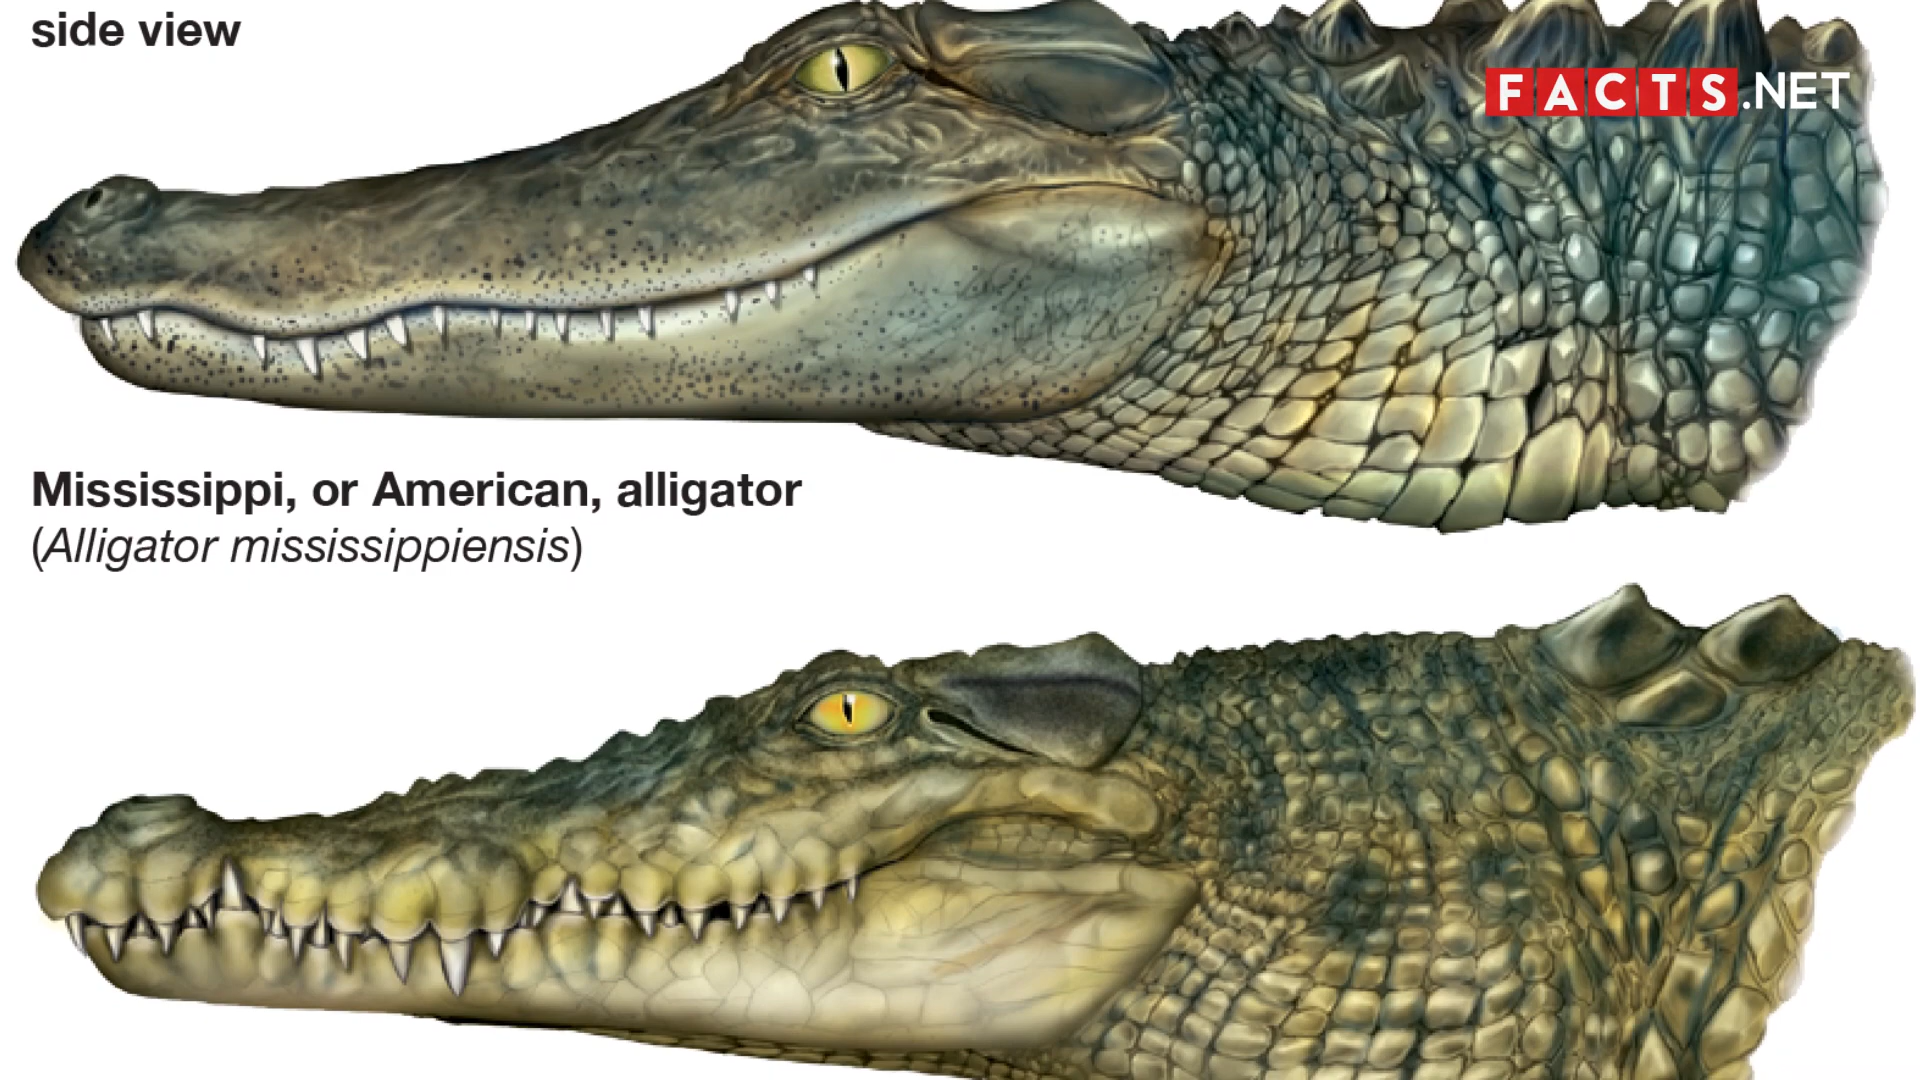 side view
FACTS.NET
Mississippi, or American, alligator
(Alligator mississippiensis)